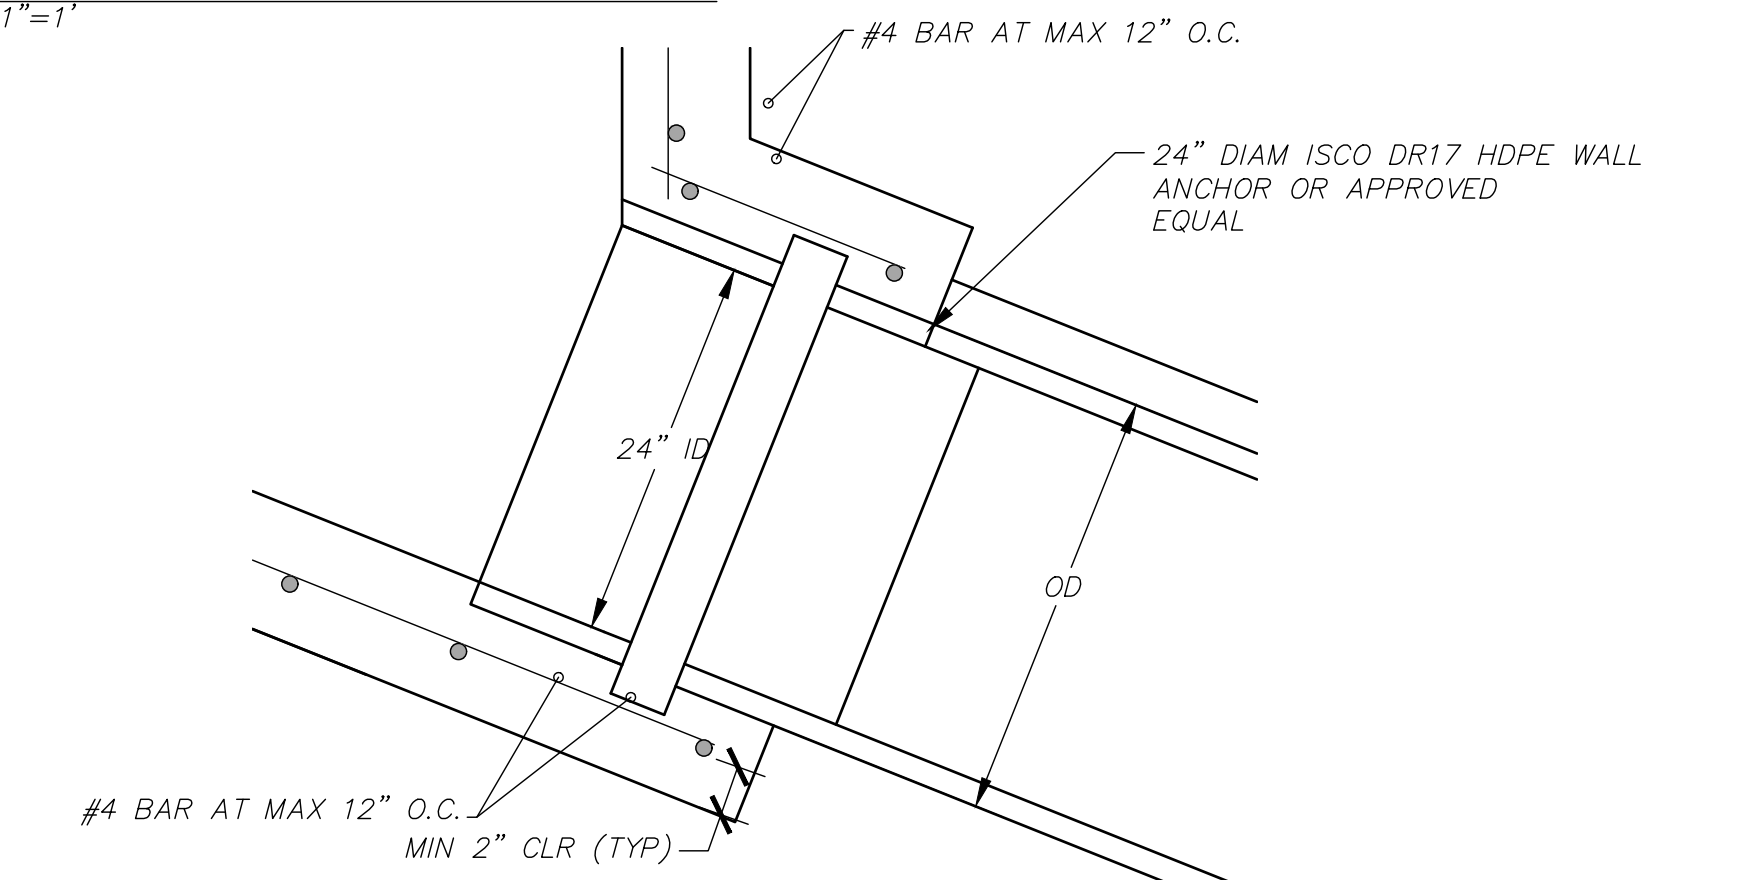 1”=1’
#4 BAR AT MAX 12” O.C.
24” DIAM ISCO DR17 HDPE WALL
ANCHOR OR APPROVED
EQUAL
24” ID
OD
#4 BAR AT MAX 12” O.C.
MIN 2” CLR (TYP)